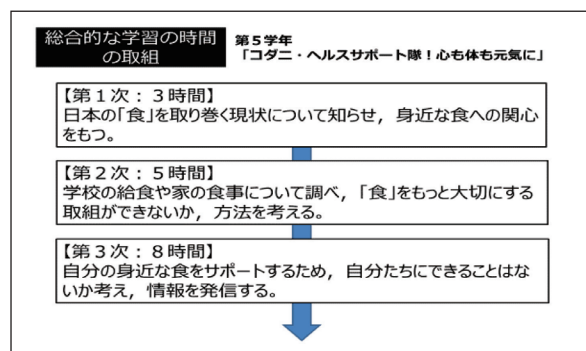 総合的な学習の時間
の取組
第5学年
「コダニ・ヘルスサポート隊！心も体も元気に」
【第1次：3時間】
日本の「食」を取り巻く現状について知らせ，身近な食への関心
をもつ。
【第2次：5時間】
学校の給食や家の食事について調べ，「食」をもっと大切にする
取組ができないか，方法を考える。
【第3次：8時間】
自分の身近な食をサポートするため，自分たちにできることはな
いか考え，情報を発信する。